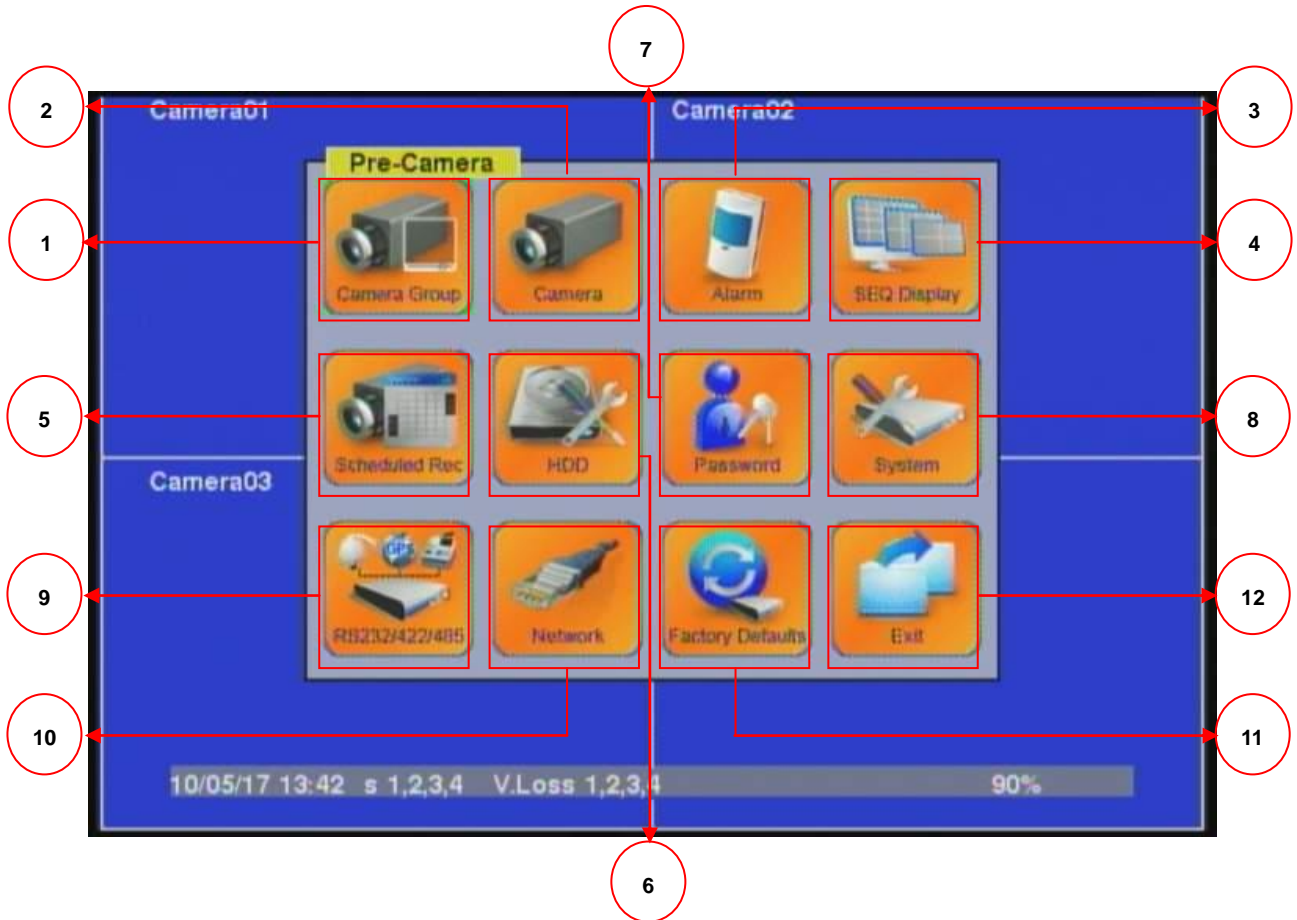 7
2
3
Camera01
Camera02
Pre-Camera
1
4
Camera Group
Camera
Alarm
SEQ Display
5
8
Scheduled Rec
HDD
Password
System
Camera03
GPS
9
12
RS232/422/485
Network
Factory Defaults
Exit
10
11
10/05/17 13:42 s 1,2,3,4 V.Loss 1,2,3,4 90%
6